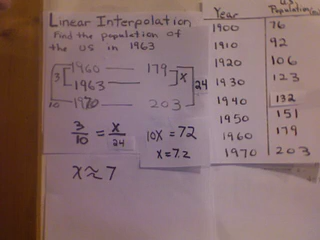 Linear Interpolation
Find the population of
the US in 1963
1960 179
3 1963 x 24
10 1970 203
3/10 = x/24
10x = 72
x = 7.2
x ≈ 7
Year Population
1900 76
1910 92
1920 106
1930 123
1940 132
1950 151
1960 179
1970 203